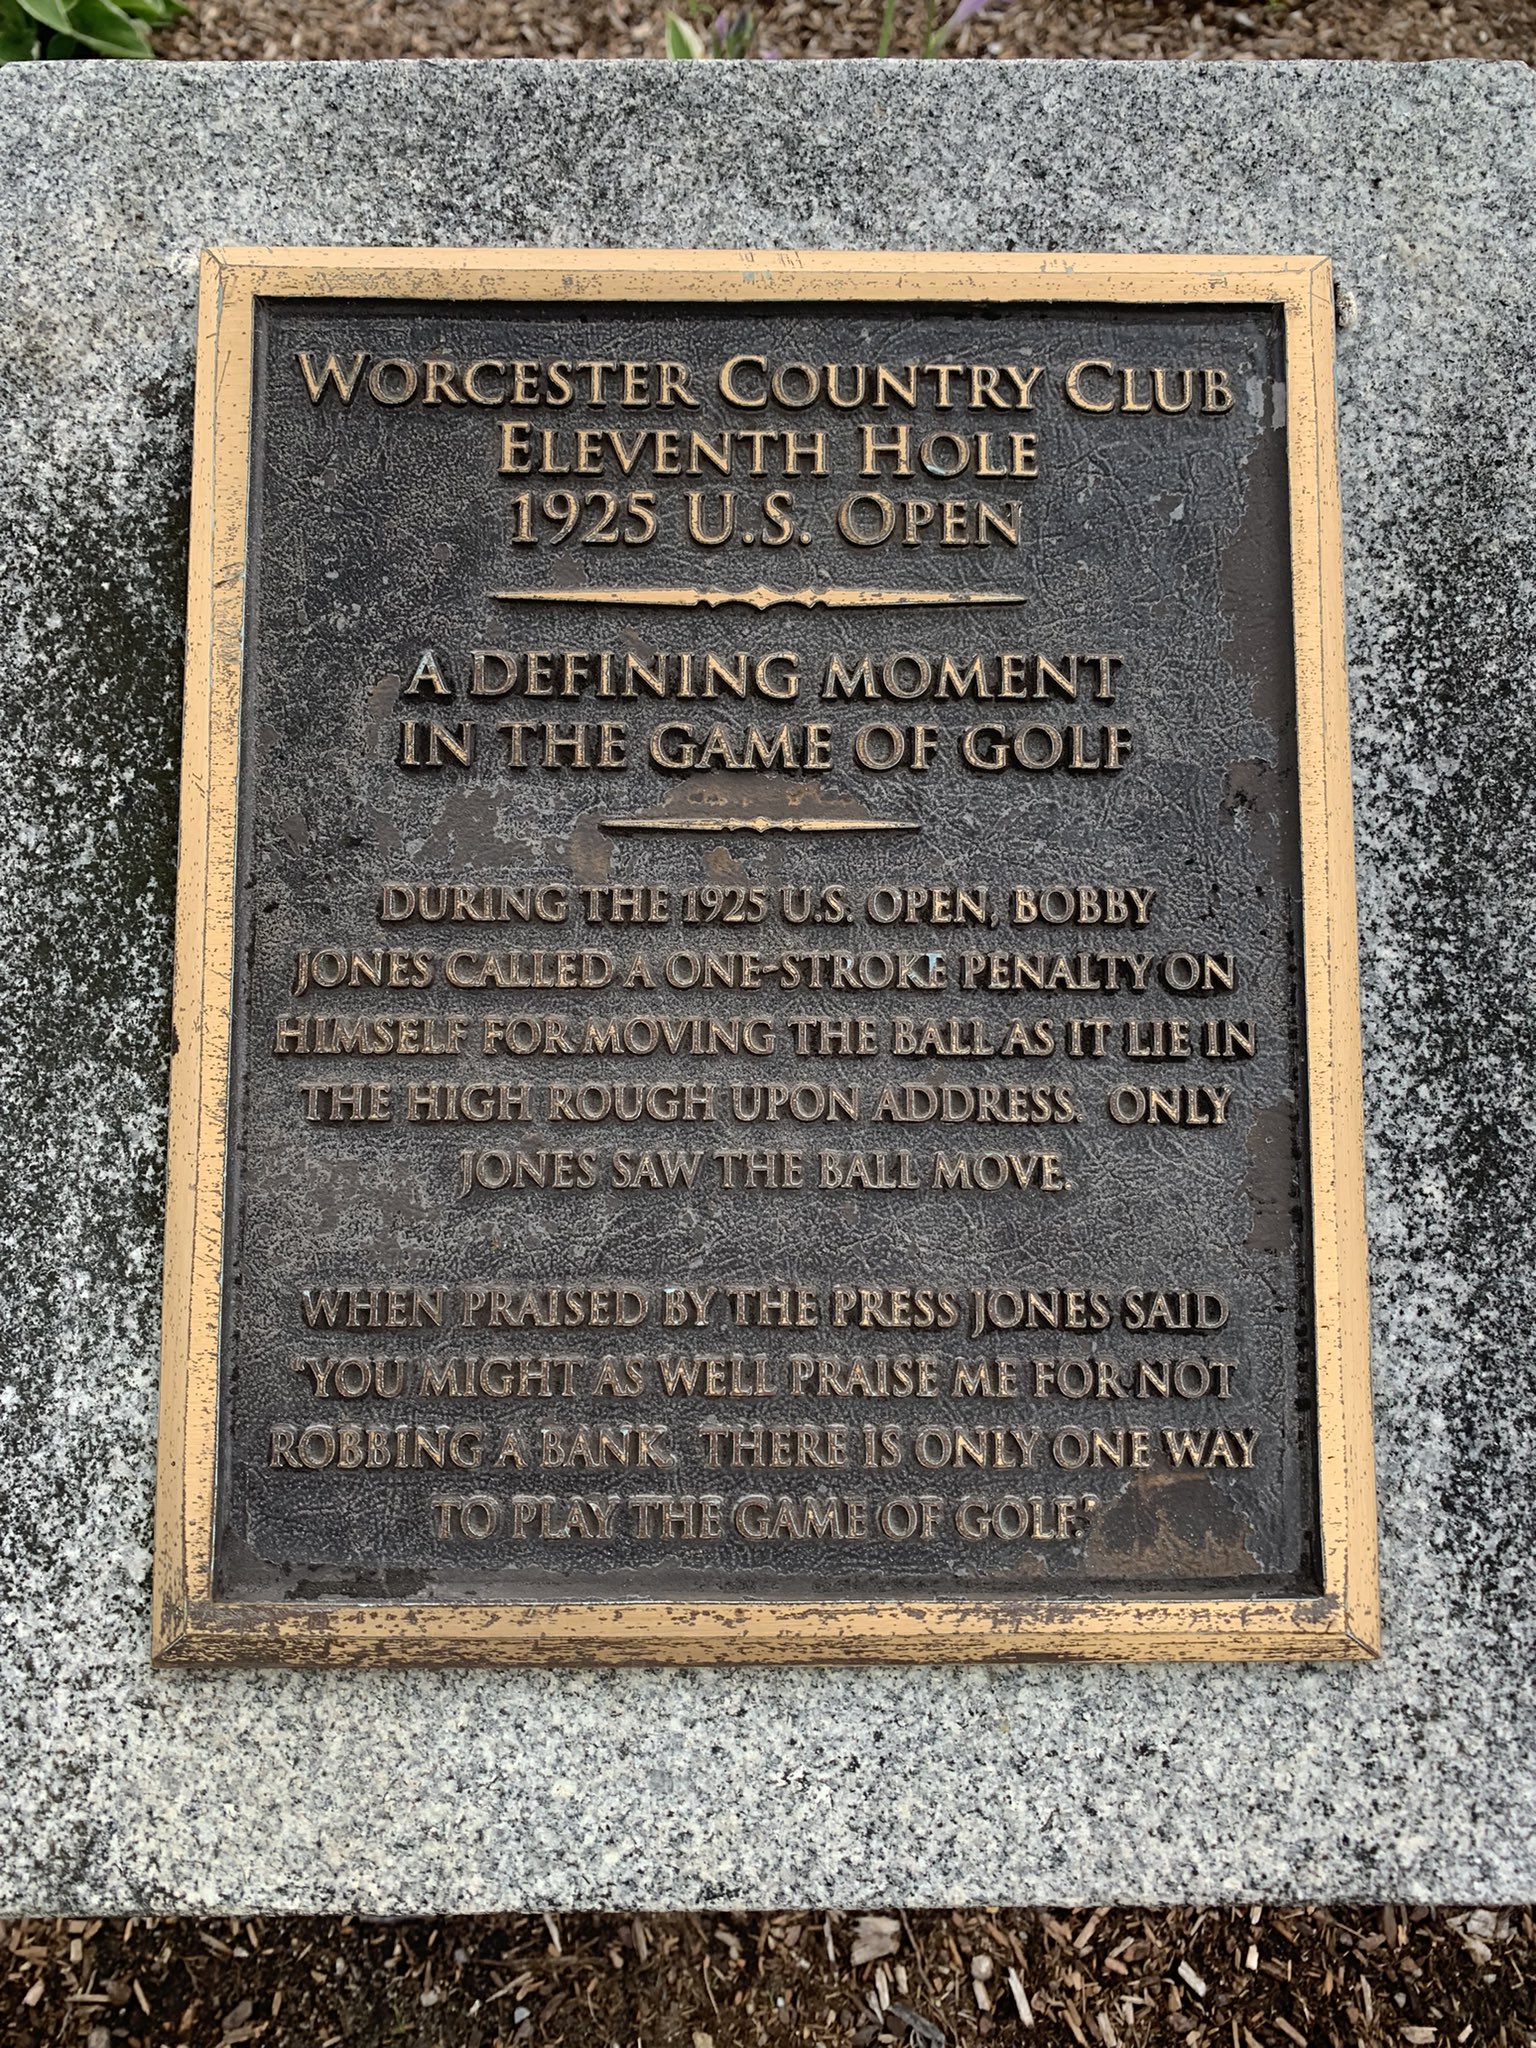 WORCESTER COUNTRY CLUB
ELEVENTH HOLE
1925 U.S. OPEN
A DEFINING MOMENT
IN THE GAME OF GOLF
DURING THE 1925 U.S. OPEN, BOBBY
JONES CALLED A ONE-STROKE PENALTY ON
HIMSELF FOR MOVING THE BALL AS IT LIE IN
THE HIGH ROUGH UPON ADDRESS. ONLY
JONES SAW THE BALL MOVE.
WHEN PRAISED BY THE PRESS JONES SAID
"YOU MIGHT AS WELL PRAISE ME FOR NOT
ROBBING A BANK. THERE IS ONLY ONE WAY
TO PLAY THE GAME OF GOLF."